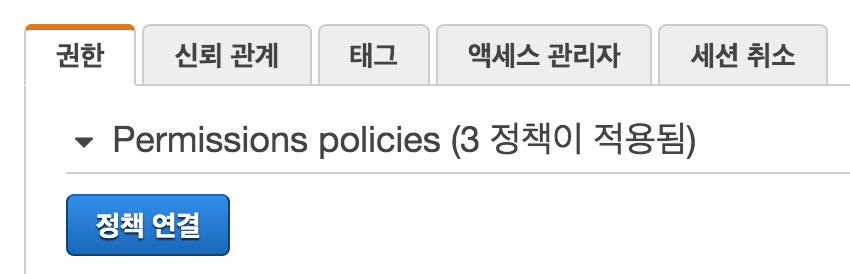 권한 신뢰 관계 태그 액세스 관리자 세션 취소
Permissions policies (3 정책이 적용됨)
정책 연결